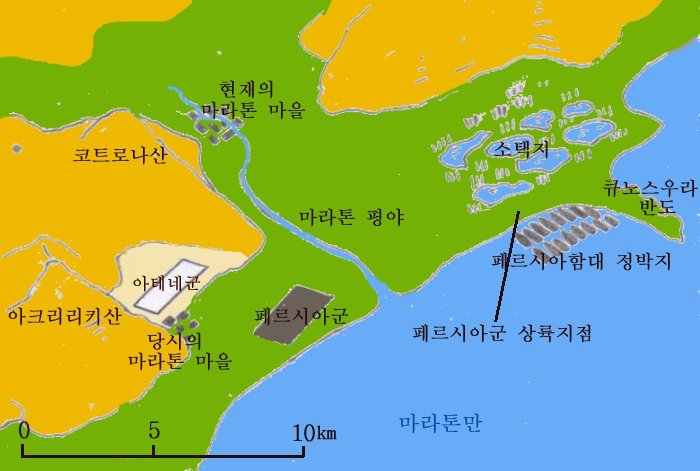 현재의
마라톤 마을
코트로나산
소택지
큐노스우라
반도
마라톤 평야
페르시아함대 정박지
아테네군
아크리리키산
페르시아군
당시의
마라톤 마을
페르시아군 상륙지점
마라톤만
0 5 10km